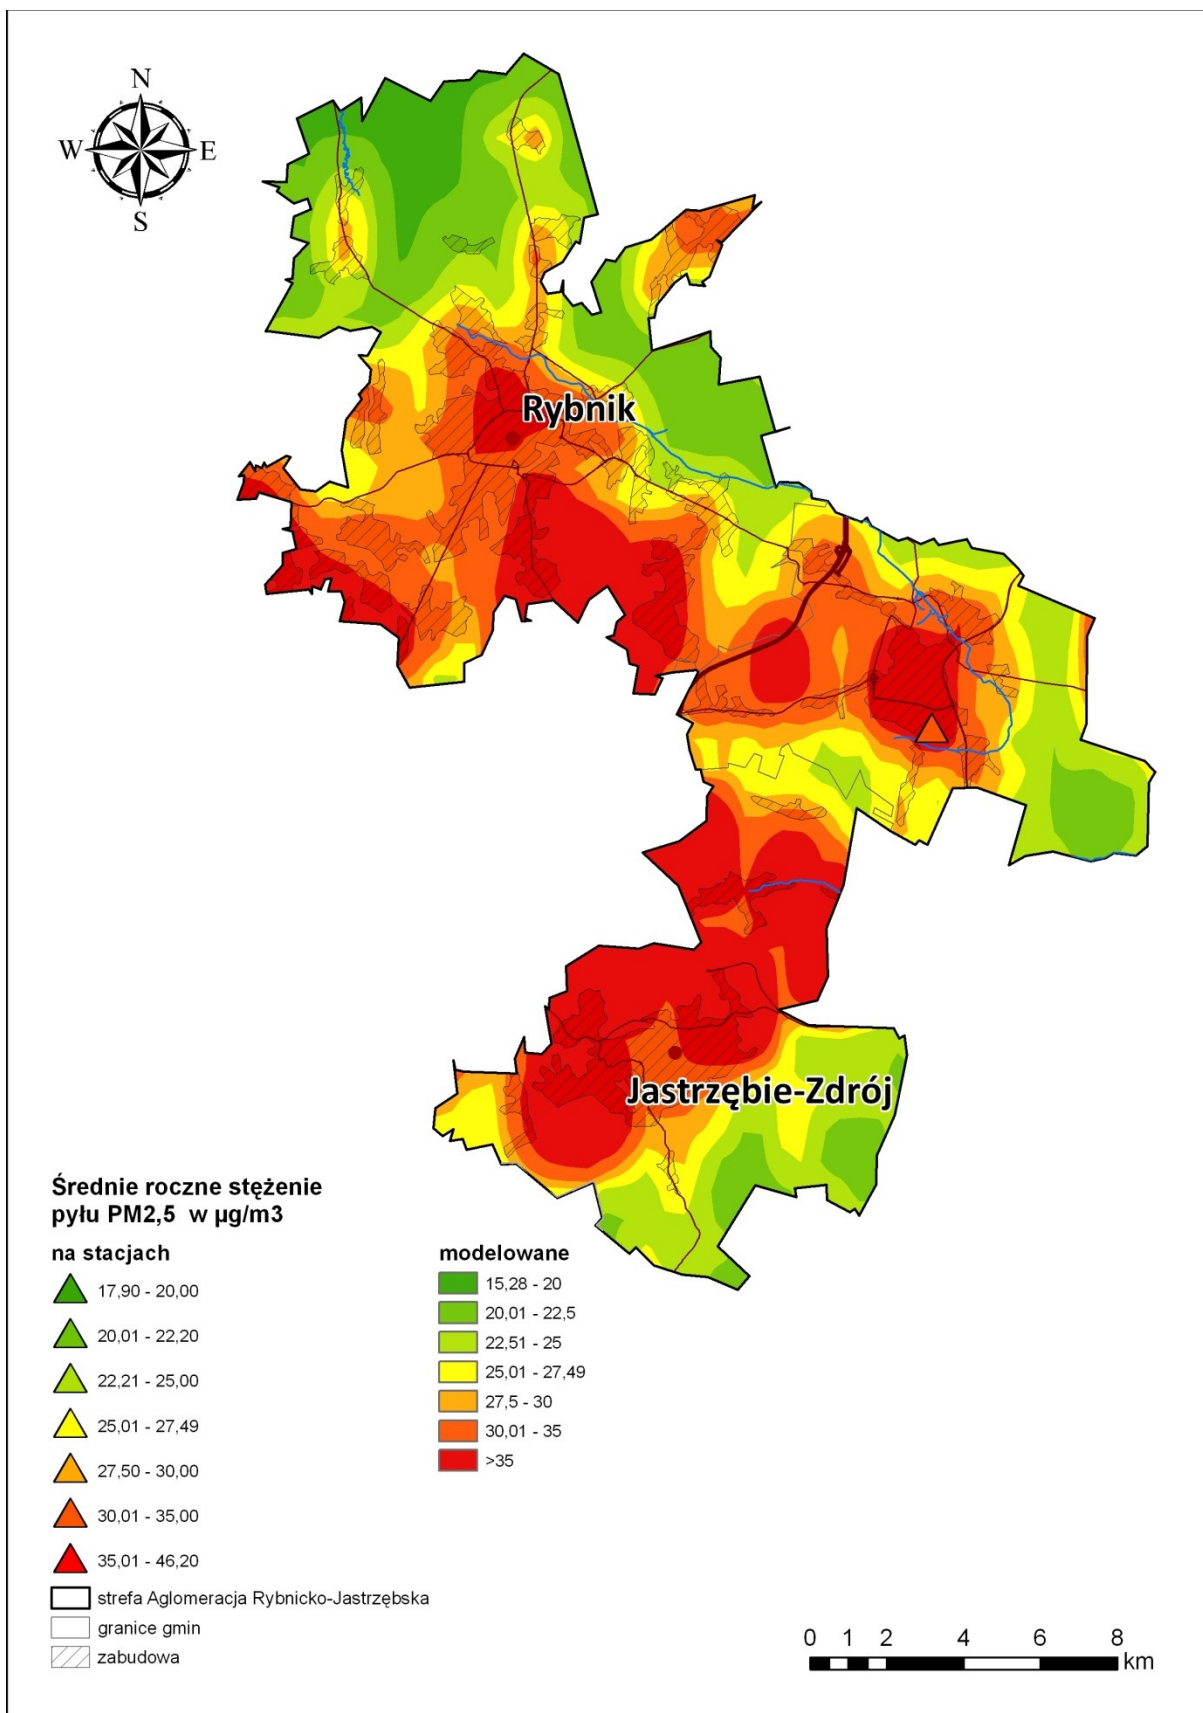 N
W E
S
Rybnik
Jastrzębie-Zdrój
Średnie roczne stężenie
pyłu PM2,5 w µg/m3
na stacjach
17,90 - 20,00
20,01 - 22,20
22,21 - 25,00
25,01 - 27,49
27,50 - 30,00
30,01 - 35,00
35,01 - 46,20
strefa Aglomeracja Rybnicko-Jastrzębska
granice gmin
zabudowa
modelowane
15,28 - 20
20,01 - 22,5
22,51 - 25
25,01 - 27,49
27,5 - 30
30,01 - 35
>35
0 1 2 4 6 8
km